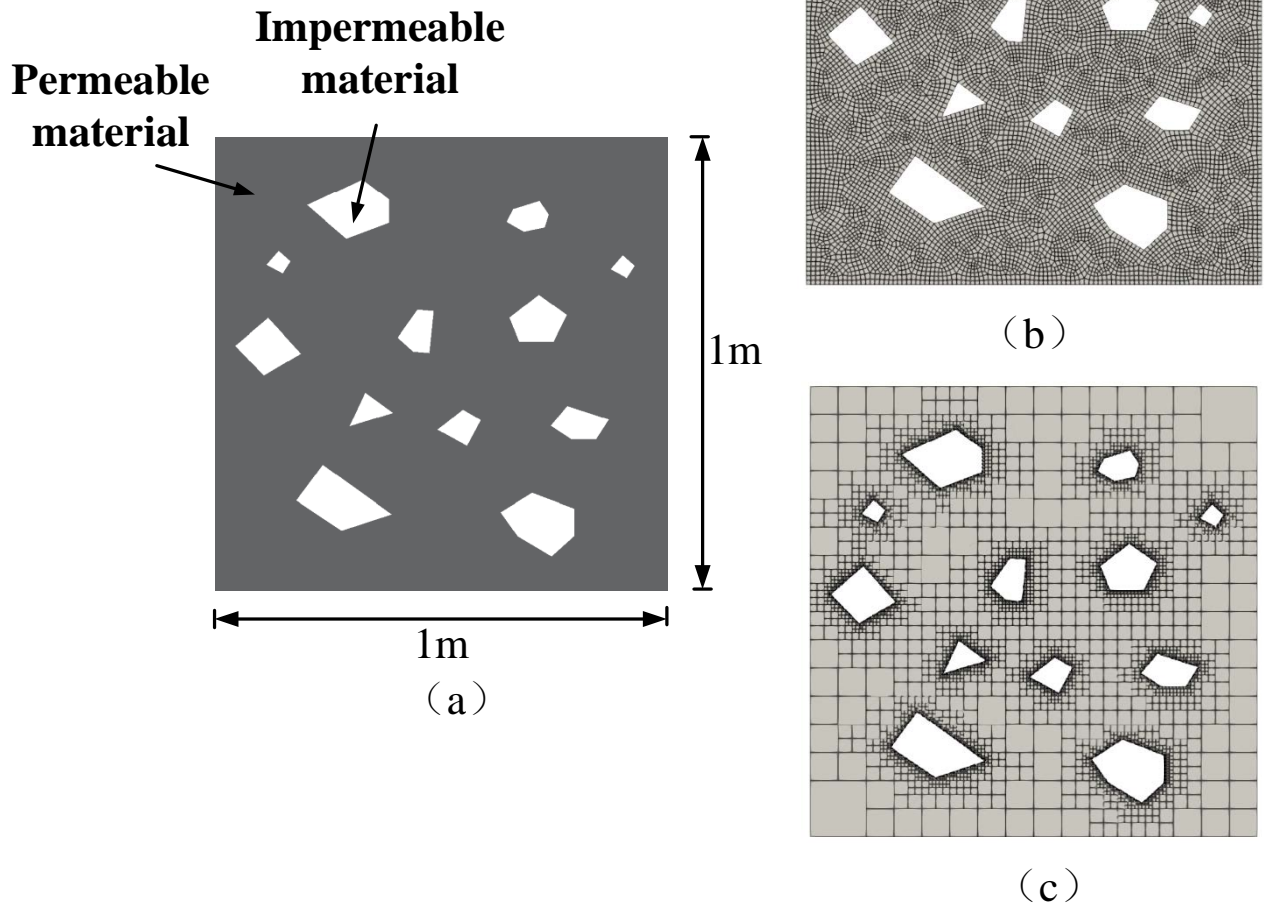 Impermeable
material
Permeable
material
1m
1m
（a）
（b）
（c）